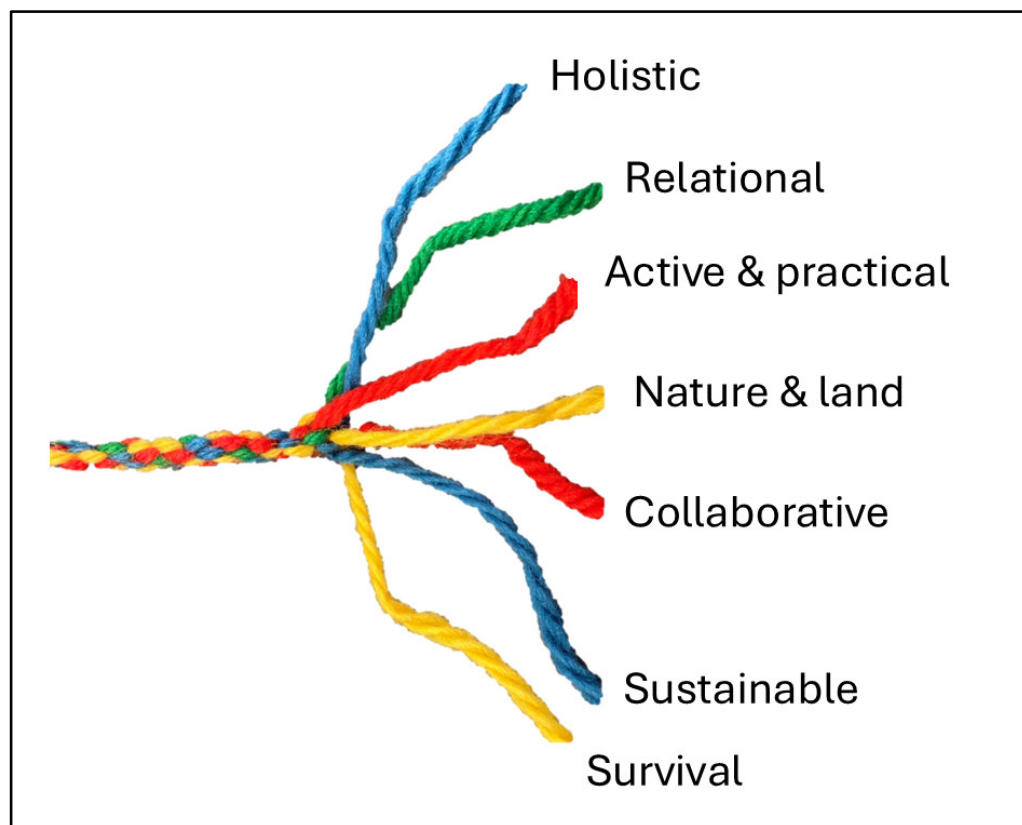 Holistic
Relational
Active & practical
Nature & land
Collaborative
Sustainable
Survival